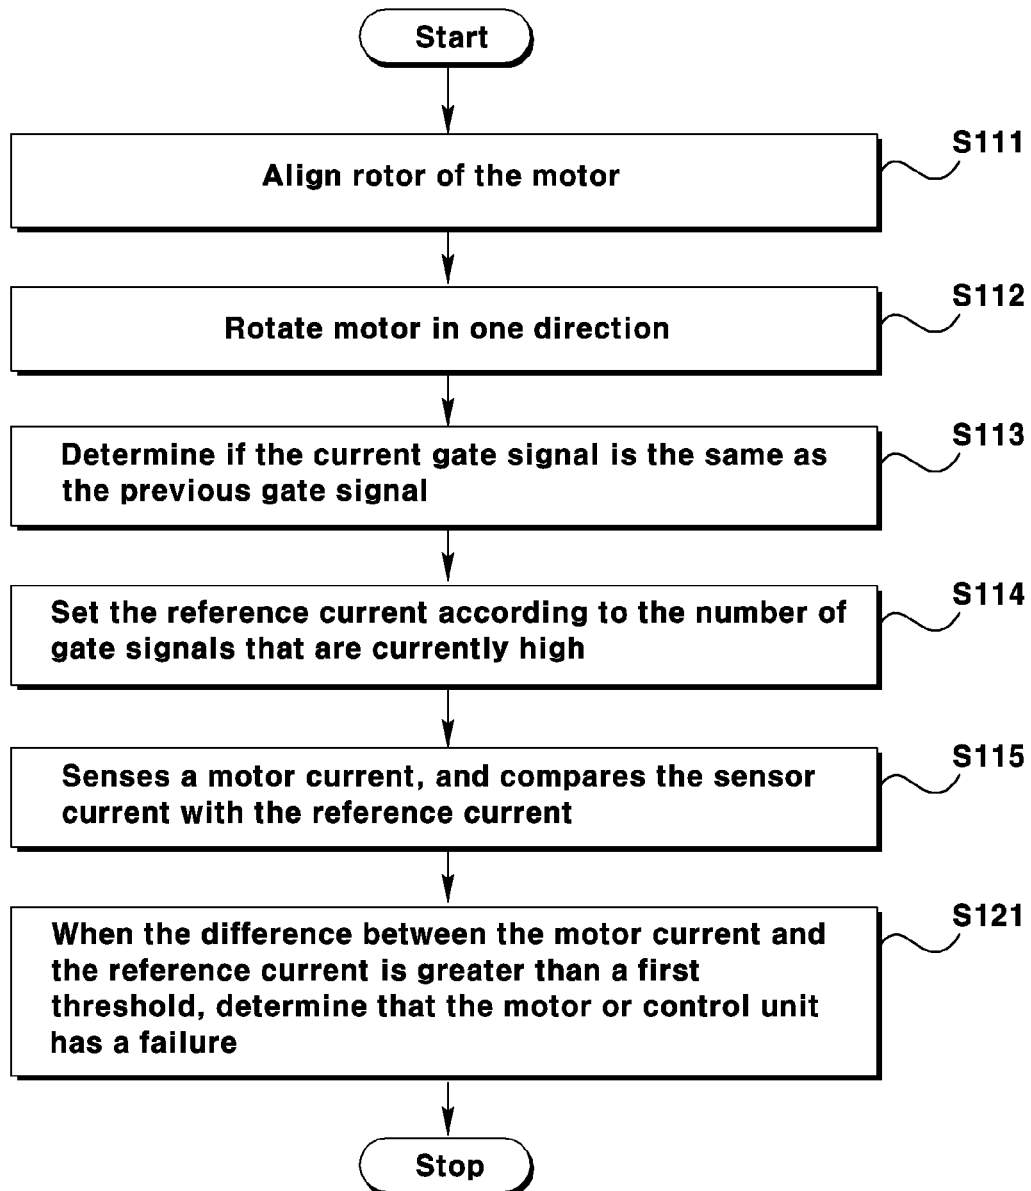 Start
S111
Align rotor of the motor
S112
Rotate motor in one direction
S113
Determine if the current gate signal is the same as
the previous gate signal
S114
Set the reference current according to the number of
gate signals that are currently high
S115
Senses a motor current, and compares the sensor
current with the reference current
S121
When the difference between the motor current and
the reference current is greater than a first
threshold, determine that the motor or control unit
has a failure
Stop